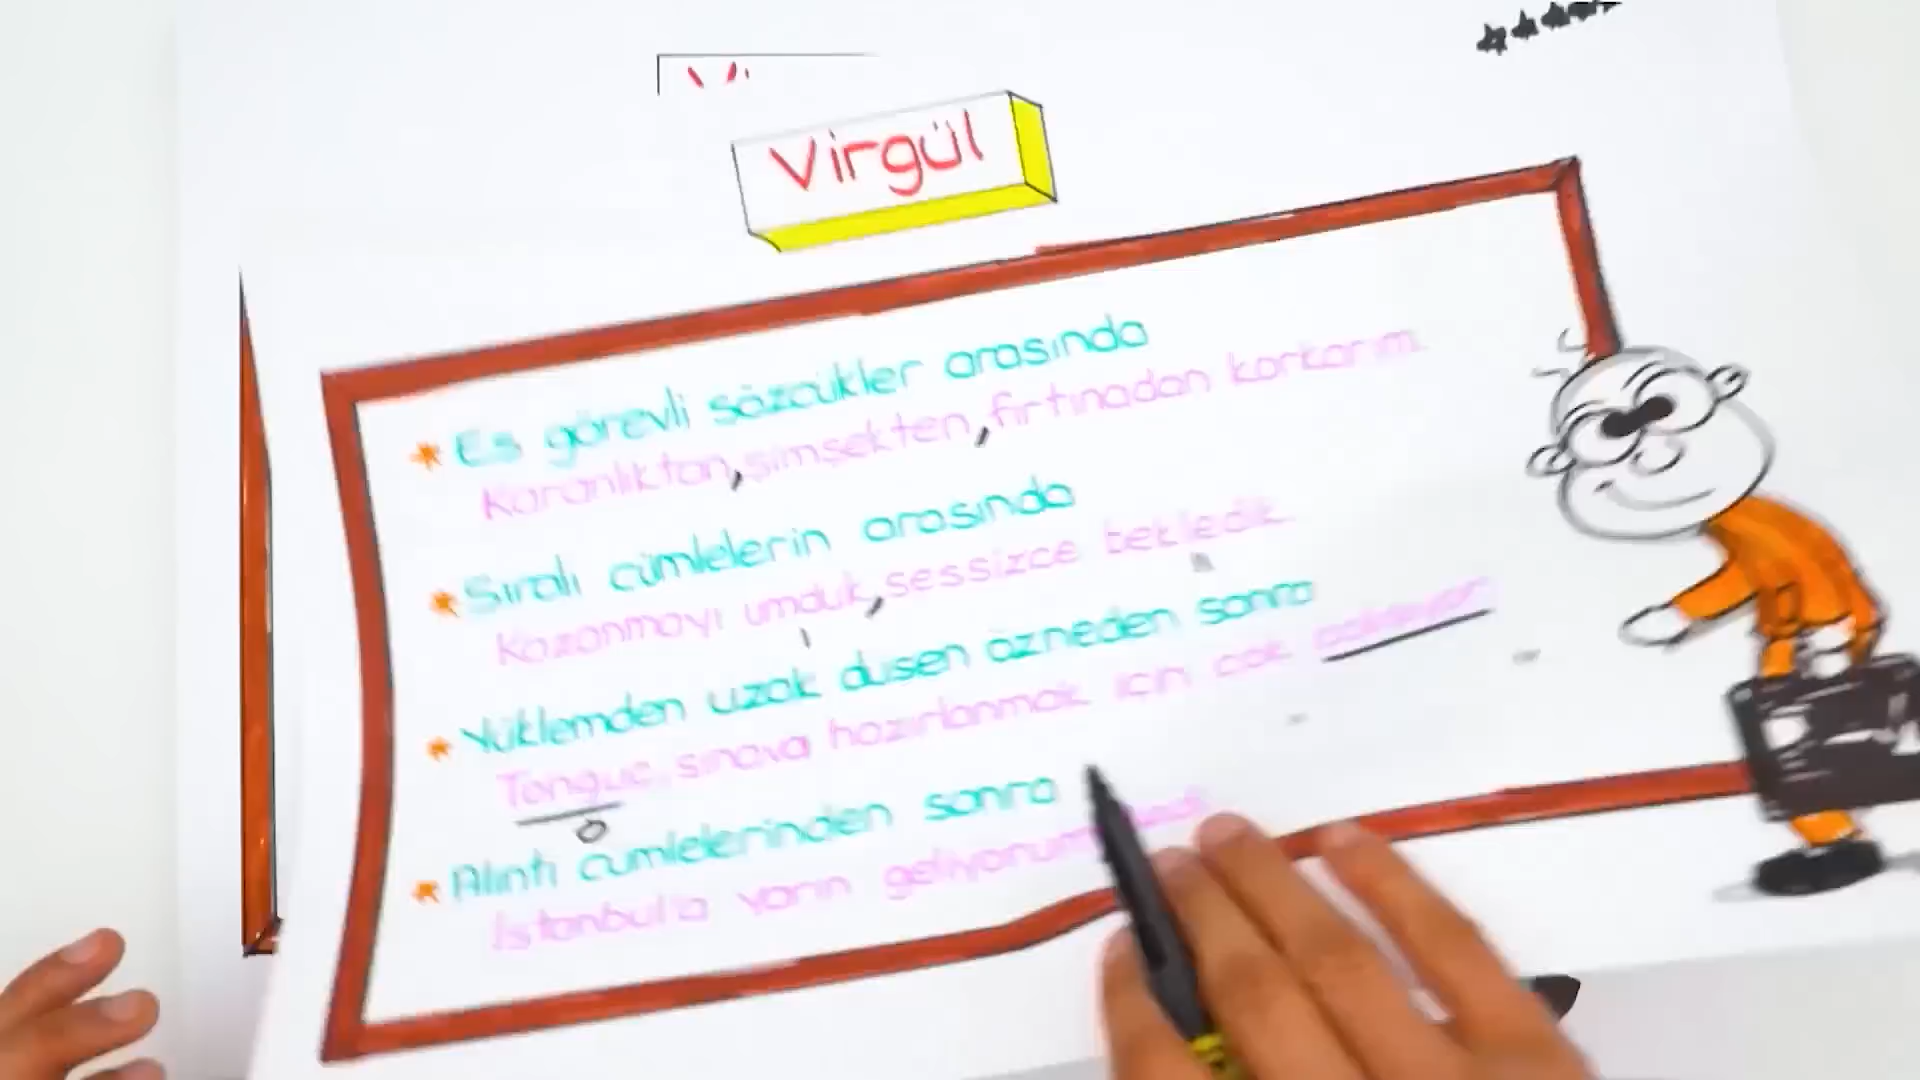 Virgül
* Eş görevli sözcükler arasında
Karanlıktan, şimşekten, fırtınadan korkarım.
* Sıralı cümlelerin arasında
Kazanmayı umduk, sessizce bekledik.
* Yüklemden uzak düşen özneden sonra
Tonguç, sınava hazırlanmak için çok
ö
* Alıntı cümlelerinden sonra
İstanbul'a yarın geliyorum